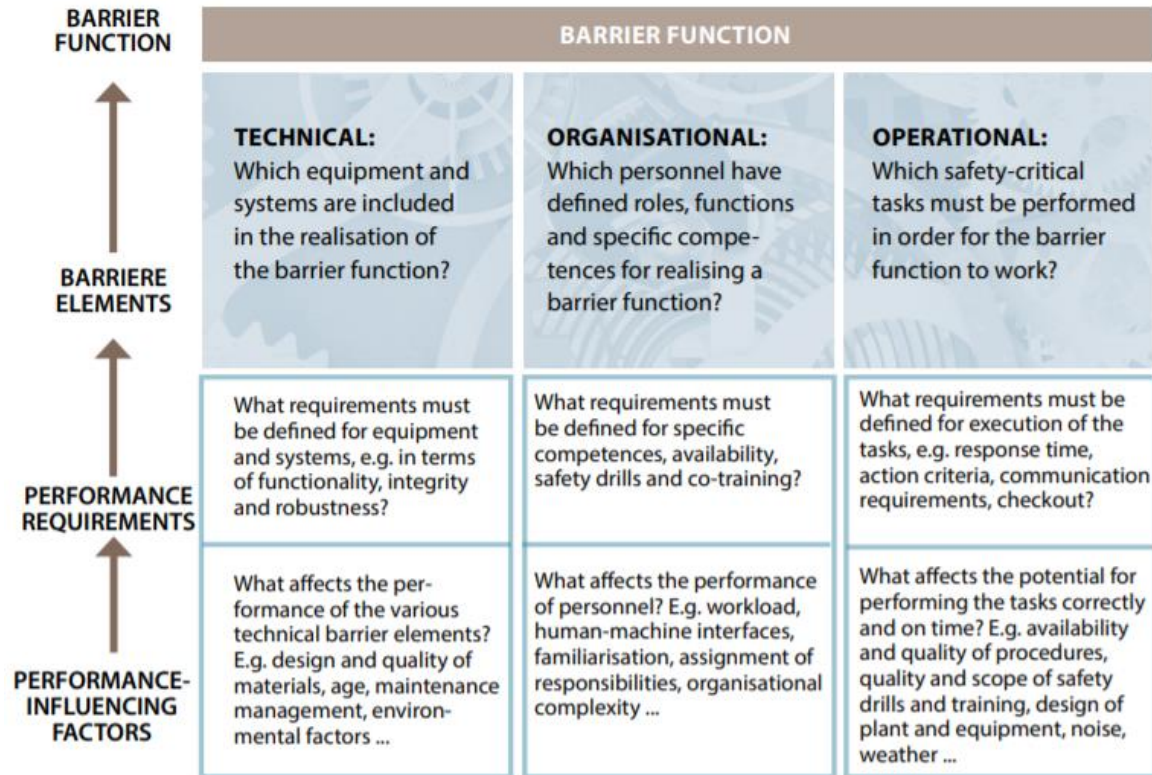 BARRIER
FUNCTION
BARRIER FUNCTION
TECHNICAL:
Which equipment and
systems are included
in the realisation of
the barrier function?
ORGANISATIONAL:
Which personnel have
defined roles, functions
and specific compe-
tences for realising a
barrier function?
OPERATIONAL:
Which safety-critical
tasks must be performed
in order for the barrier
function to work?
BARRIERE
ELEMENTS
What requirements must
be defined for equipment
and systems, e.g. in terms
of functionality, integrity
and robustness?
What requirements must
be defined for specific
competences, availability,
safety drills and co-training?
What requirements must be
defined for execution of the
tasks, e.g. response time,
action criteria, communication
requirements, checkout?
PERFORMANCE
REQUIREMENTS
What affects the per-
formance of the various
technical barrier elements?
E.g. design and quality of
materials, age, maintenance
management, environ-
mental factors ...
What affects the performance
of personnel? E.g. workload,
human-machine interfaces,
familiarisation, assignment of
responsibilities, organisational
complexity ...
What affects the potential for
performing the tasks correctly
and on time? E.g. availability
and quality of procedures,
quality and scope of safety
drills and training, design of
plant and equipment, noise,
weather ...
PERFORMANCE-
INFLUENCING
FACTORS